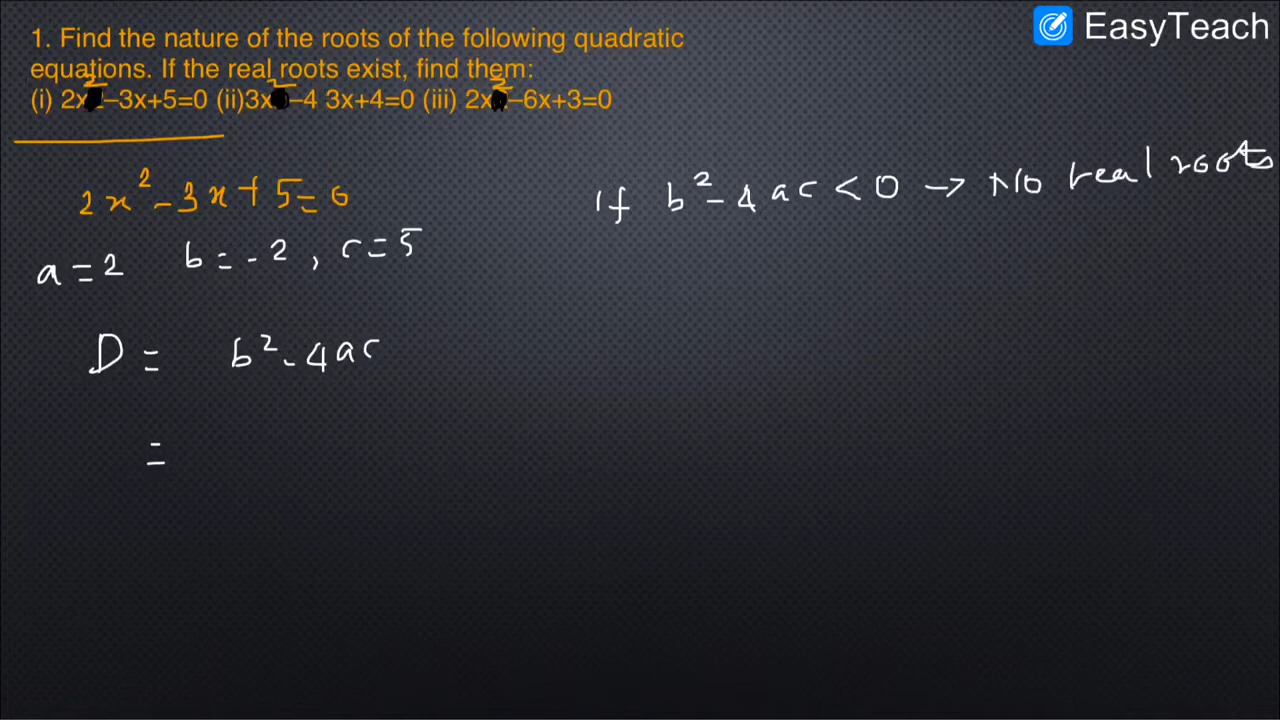 EasyTeach
1. Find the nature of the roots of the following quadratic
equations. If the real roots exist, find them:
(i) 2x²–3x+5=0 (ii)3x²–4 3x+4=0 (iii) 2x²–6x+3=0
2x² - 3x + 5 = 0
If b² - 4ac < 0 → No real roots
a = 2 b = -2, c = 5
D = b² - 4ac
=